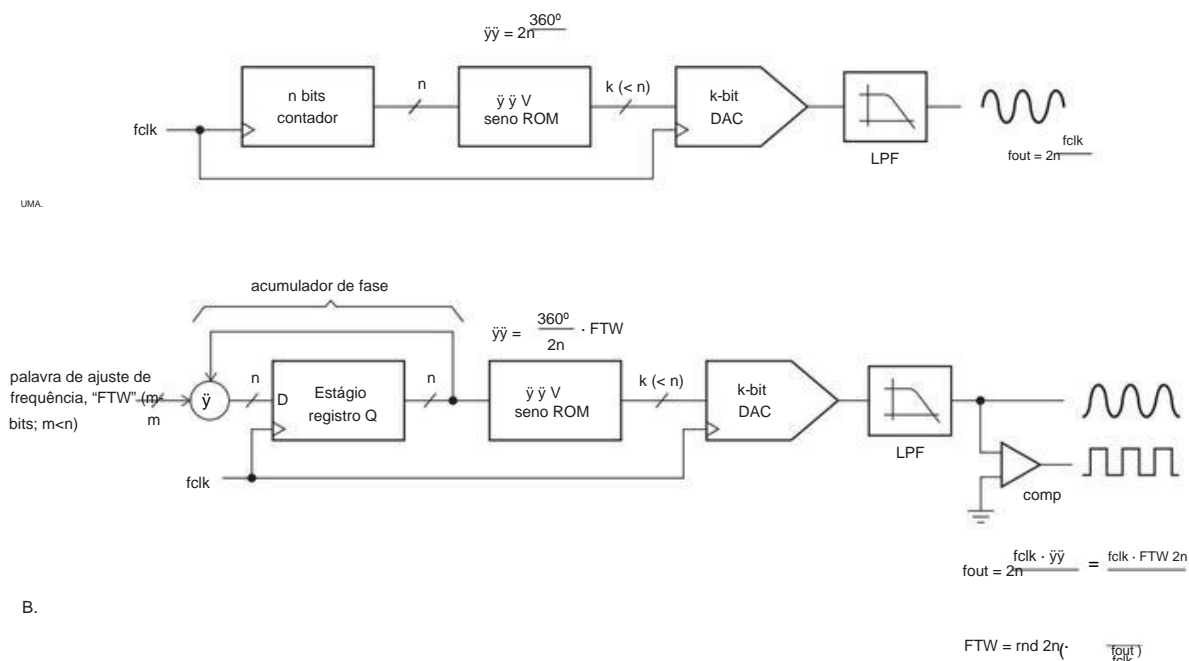 360º
ÿÿ = 2n
n bits
contador
n
ÿ ÿ V
seno ROM
k (< n)
k-bit
DAC
LPF
fclk
fout = 2n
fclk
UMA.
acumulador de fase
palavra de ajuste de
frequência, “FTW” (m-
bits; m<n)
m
ÿ
n
D
Estágio
registro Q
n
ÿÿ =
360º
2n
· FTW
ÿ ÿ V
seno ROM
k (< n)
k-bit
DAC
LPF
fclk
comp
fout = 2n
fclk · ÿÿ
=
fclk · FTW 2n
B.
FTW = rnd 2n(·
fout )
fclk